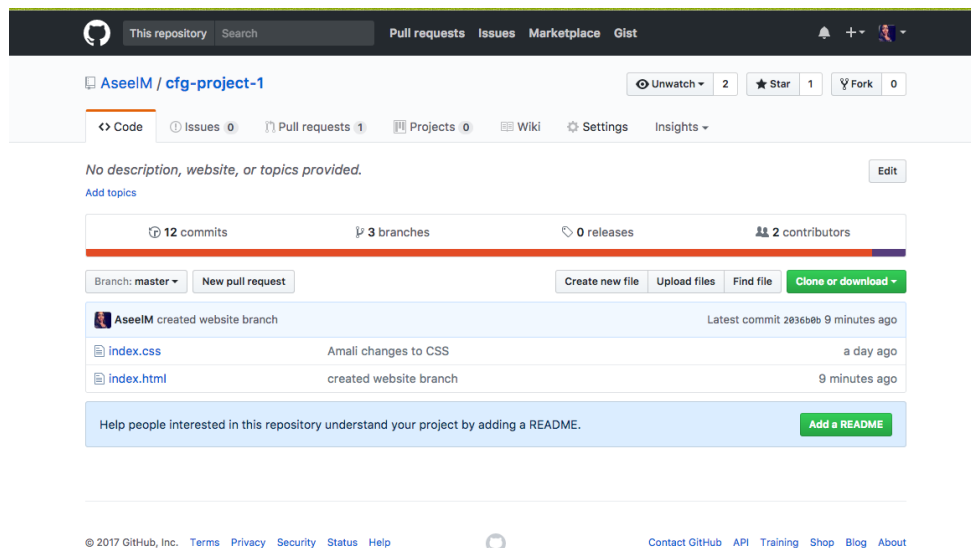 This repository Search Pull requests Issues Marketplace Gist
AseelM / cfg-project-1 Unwatch 2 Star 1 Fork 0
<> Code Issues 0 Pull requests 1 Projects 0 Wiki Settings Insights
No description, website, or topics provided. Edit
Add topics
12 commits 3 branches 0 releases 2 contributors
Branch: master New pull request Create new file Upload files Find file Clone or download
AseelM created website branch Latest commit 2036b0b 9 minutes ago
index.css Amali changes to CSS a day ago
index.html created website branch 9 minutes ago
Help people interested in this repository understand your project by adding a README. Add a README
© 2017 GitHub, Inc. Terms Privacy Security Status Help Contact GitHub API Training Shop Blog About